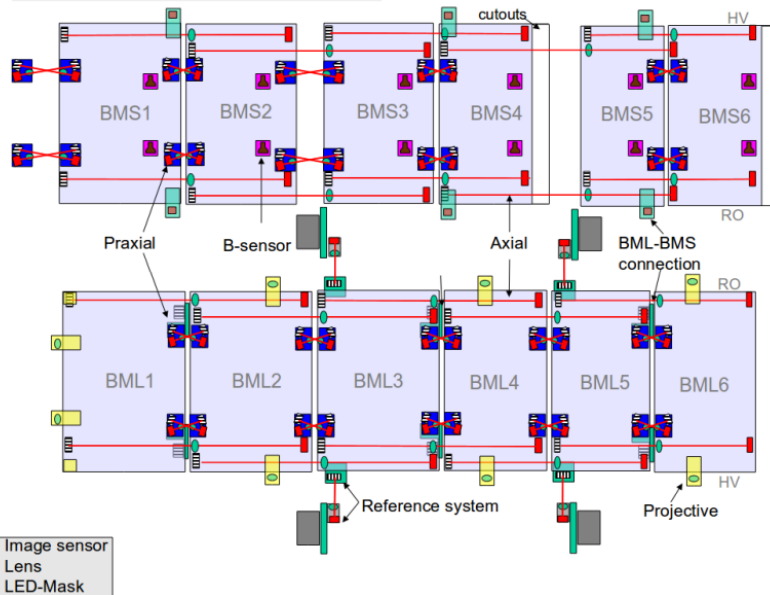 cutouts
HV
BMS1
BMS2
BMS3
BMS4
BMS5
BMS6
RO
Praxial
B-sensor
Axial
BML-BMS
connection
RO
BML1
BML2
BML3
BML4
BML5
BML6
HV
Reference system
Projective
Image sensor
Lens
LED-Mask